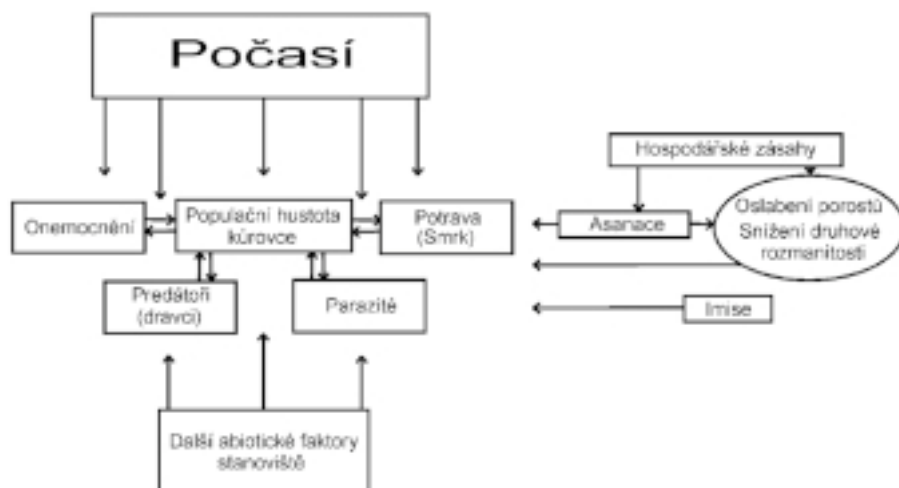 Počasí
Hospodářské zásahy
Onemocnění
Populační hustota
kůrovce
Potrava
(Smrk)
Asanace
Oslabení porostů
Snížení druhové
rozmanitosti
Predátoři
(dravci)
Parazité
Imise
Další abiotické faktory
stanoviště